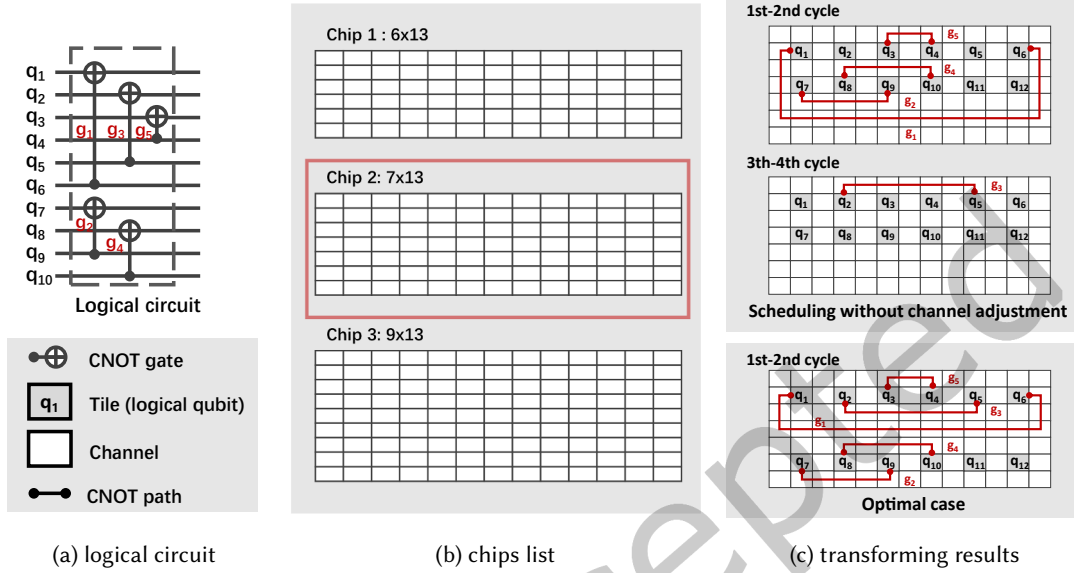 q1
q2
q3
q4
q5
q6
q7
q8
q9
q10
g1
g3
g5
g2
g4
Logical circuit
CNOT gate
q1
Tile (logical qubit)
Channel
CNOT path
(a) logical circuit
Chip 1 : 6x13
Chip 2: 7x13
Chip 3: 9x13
(b) chips list
1st-2nd cycle
g5
q1 q2 q3 q4 q5 q6
g4
q7 q8 q9 q10 q11 q12
g2
g1
3th-4th cycle
g3
q1 q2 q3 q4 q5 q6
q7 q8 q9 q10 q11 q12
Scheduling without channel adjustment
1st-2nd cycle
g5
q1 q2 q3 q4 q5 q6
g3
g1
g4
q7 q8 q9 q10 q11 q12
g2
Optimal case
(c) transforming results
epted